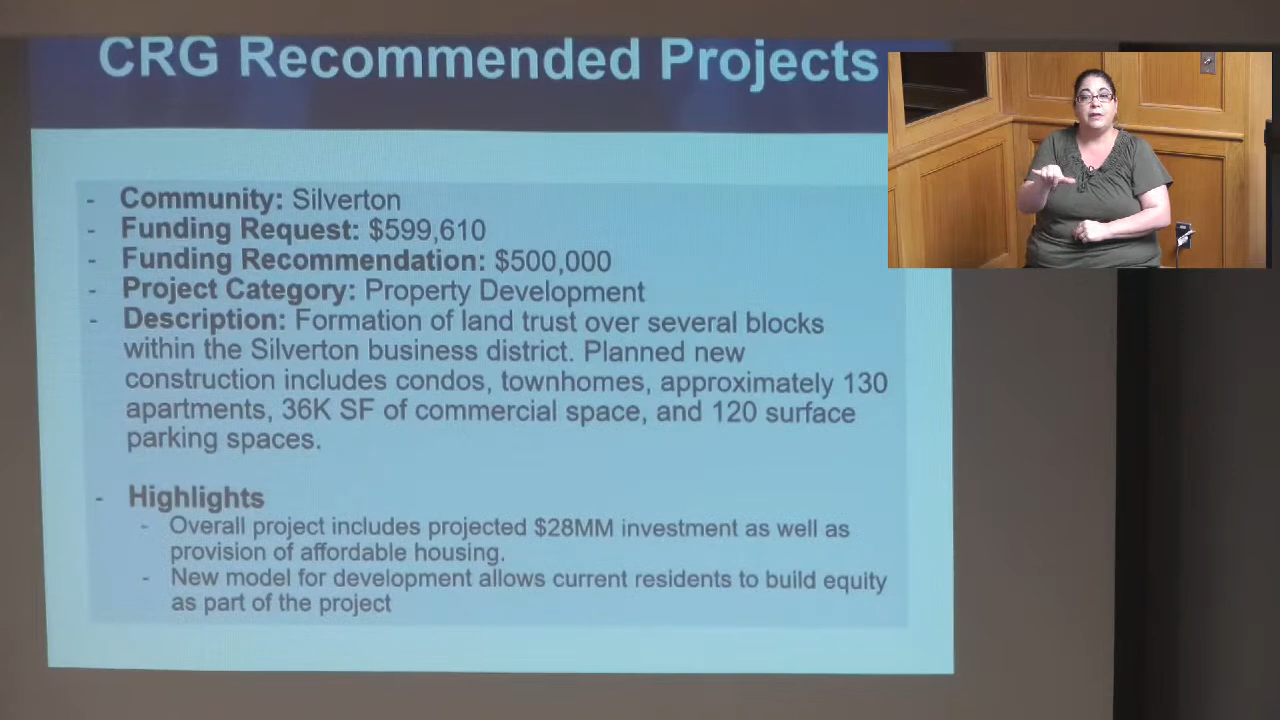 CRG Recommended Projects
- Community: Silverton
- Funding Request: $599,610
- Funding Recommendation: $500,000
- Project Category: Property Development
- Description: Formation of land trust over several blocks
within the Silverton business district. Planned new
construction includes condos, townhomes, approximately 130
apartments, 36K SF of commercial space, and 120 surface
parking spaces.
- Highlights
- Overall project includes projected $28MM investment as well as
provision of affordable housing.
- New model for development allows current residents to build equity
as part of the project